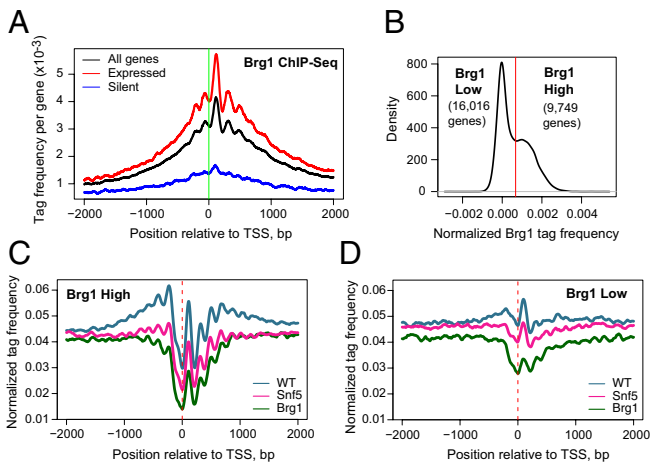 A
Tag frequency per gene (x10-3)
All genes
Expressed
Silent
Brg1 ChIP-Seq
5
4
3
2
1
-2000 -1000 0 1000 2000
Position relative to TSS, bp
B
Density
800
600
400
200
0
Brg1
Low
(16,016
genes)
Brg1
High
(9,749
genes)
-0.002 0.000 0.002 0.004
Normalized Brg1 tag frequency
C
Normalized tag frequency
Brg1 High
0.06
0.05
0.04
0.03
0.02
0.01
WT
Snf5
Brg1
-2000 -1000 0 1000 2000
Position relative to TSS, bp
D
Normalized tag frequency
Brg1 Low
0.06
0.05
0.04
0.03
0.02
0.01
WT
Snf5
Brg1
-2000 -1000 0 1000 2000
Position relative to TSS, bp